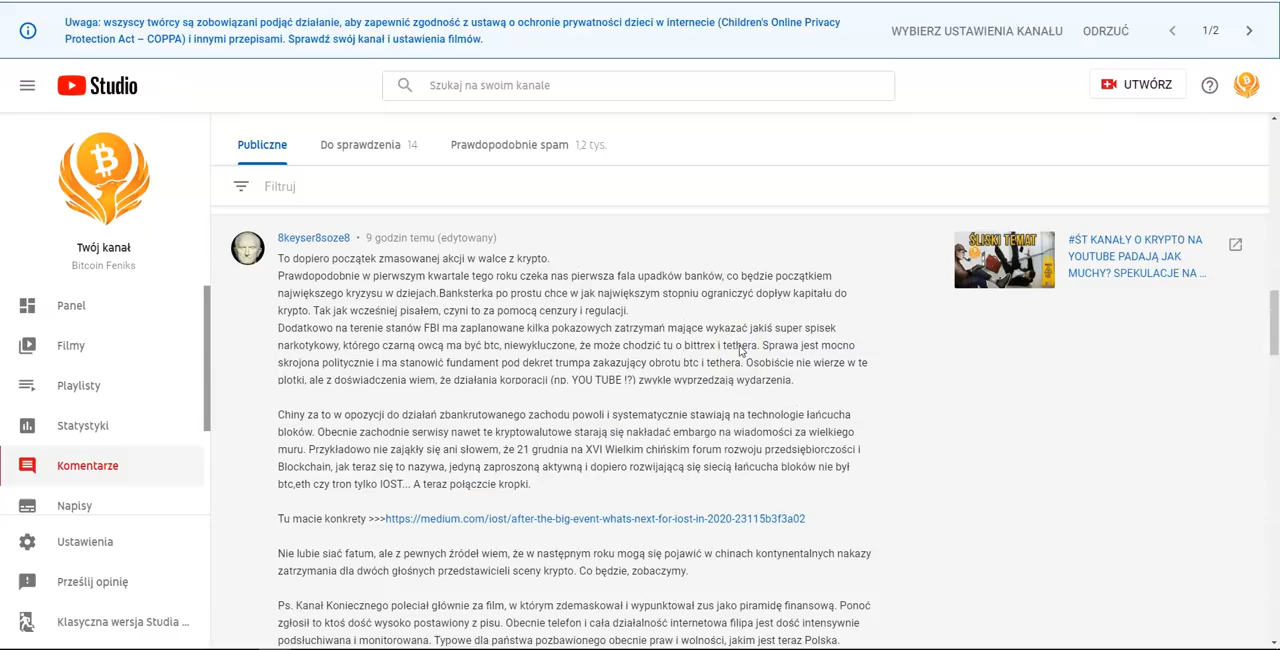 Uwaga: wszyscy twórcy są zobowiązani podjąć działanie, aby zapewnić zgodność z ustawą o ochronie prywatności dzieci w internecie (Children's Online Privacy
Protection Act – COPPA) i innymi przepisami. Sprawdź swój kanał i ustawienia filmów.
WYBIERZ USTAWIENIA KANAŁU
ODRZUĆ
1/2
Studio
Szukaj na swoim kanale
UTWÓRZ
Twój kanał
Bitcoin Feniks
Panel
Filmy
Playlisty
Statystyki
Komentarze
Napisy
Ustawienia
Prześlij opinię
Klasyczna wersja Studia ...
Publiczne
Do sprawdzenia 14
Prawdopodobnie spam 1,2 tys.
Filtruj
8keyser8soze8 • 9 godzin temu (edytowany)
To dopiero początek zmasowanej akcji w walce z krypto.
Prawdopodobnie w pierwszym kwartale tego roku czeka nas pierwsza fala upadków banków, co będzie początkiem
największego kryzysu w dziejach.Banksterka po prostu chce w jak największym stopniu ograniczyć dopływ kapitału do
krypto. Tak jak wcześniej pisałem, czyni to za pomocą cenzury i regulacji.
Dodatkowo na terenie stanów FBI ma zaplanowane kilka pokazowych zatrzymań mające wykazać jakiś super spisek
narkotykowy, którego czarną owcą ma być btc, niewykluczone, że może chodzić tu o bittrex i tethera. Sprawa jest mocno
skrojona politycznie i ma stanowić fundament pod dekret trumpa zakazujący obrotu btc i tethera. Osobiście nie wierze w te
plotki, ale z doświadczenia wiem, że działania korporacji (np. YOU TUBE !?) zwykle wyprzedzają wydarzenia.
Chiny za to w opozycji do działań zbankrutowanego zachodu powoli i systematycznie stawiają na technologie łańcucha
bloków. Obecnie zachodnie serwisy nawet te kryptowalutowe starają się nakładać embargo na wiadomości za wielkiego
muru. Przykładowo nie zająkły się ani słowem, że 21 grudnia na XVI Wielkim chińskim forum rozwoju przedsiębiorczości i
Blockchain, jak teraz się to nazywa, jedyną zaproszoną aktywną i dopiero rozwijającą się siecią łańcucha bloków nie był
btc,eth czy tron tylko IOST... A teraz połączcie kropki.
Tu macie konkrety >>>https://medium.com/iost/after-the-big-event-whats-next-for-iost-in-2020-23115b3f3a02
Nie lubie siać fatum, ale z pewnych źródeł wiem, że w następnym roku mogą się pojawić w chinach kontynentalnych nakazy
zatrzymania dla dwóch głośnych przedstawicieli sceny krypto. Co będzie, zobaczymy.
Ps. Kanał Koniecznego poleciał głównie za film, w którym zdemaskował i wypunktował zus jako piramidę finansową. Ponoć
zgłosił to ktoś dość wysoko postawiony z pisu. Obecnie telefon i cała działalność internetowa filipa jest dość intensywnie
podsłuchiwana i monitorowana. Typowe dla państwa pozbawionego obecnie praw i wolności, jakim jest teraz Polska.
ŚLISKI TEMAT
#ŚT KANAŁY O KRYPTO NA
YOUTUBE PADAJĄ JAK
MUCHY? SPEKULACJE NA ...